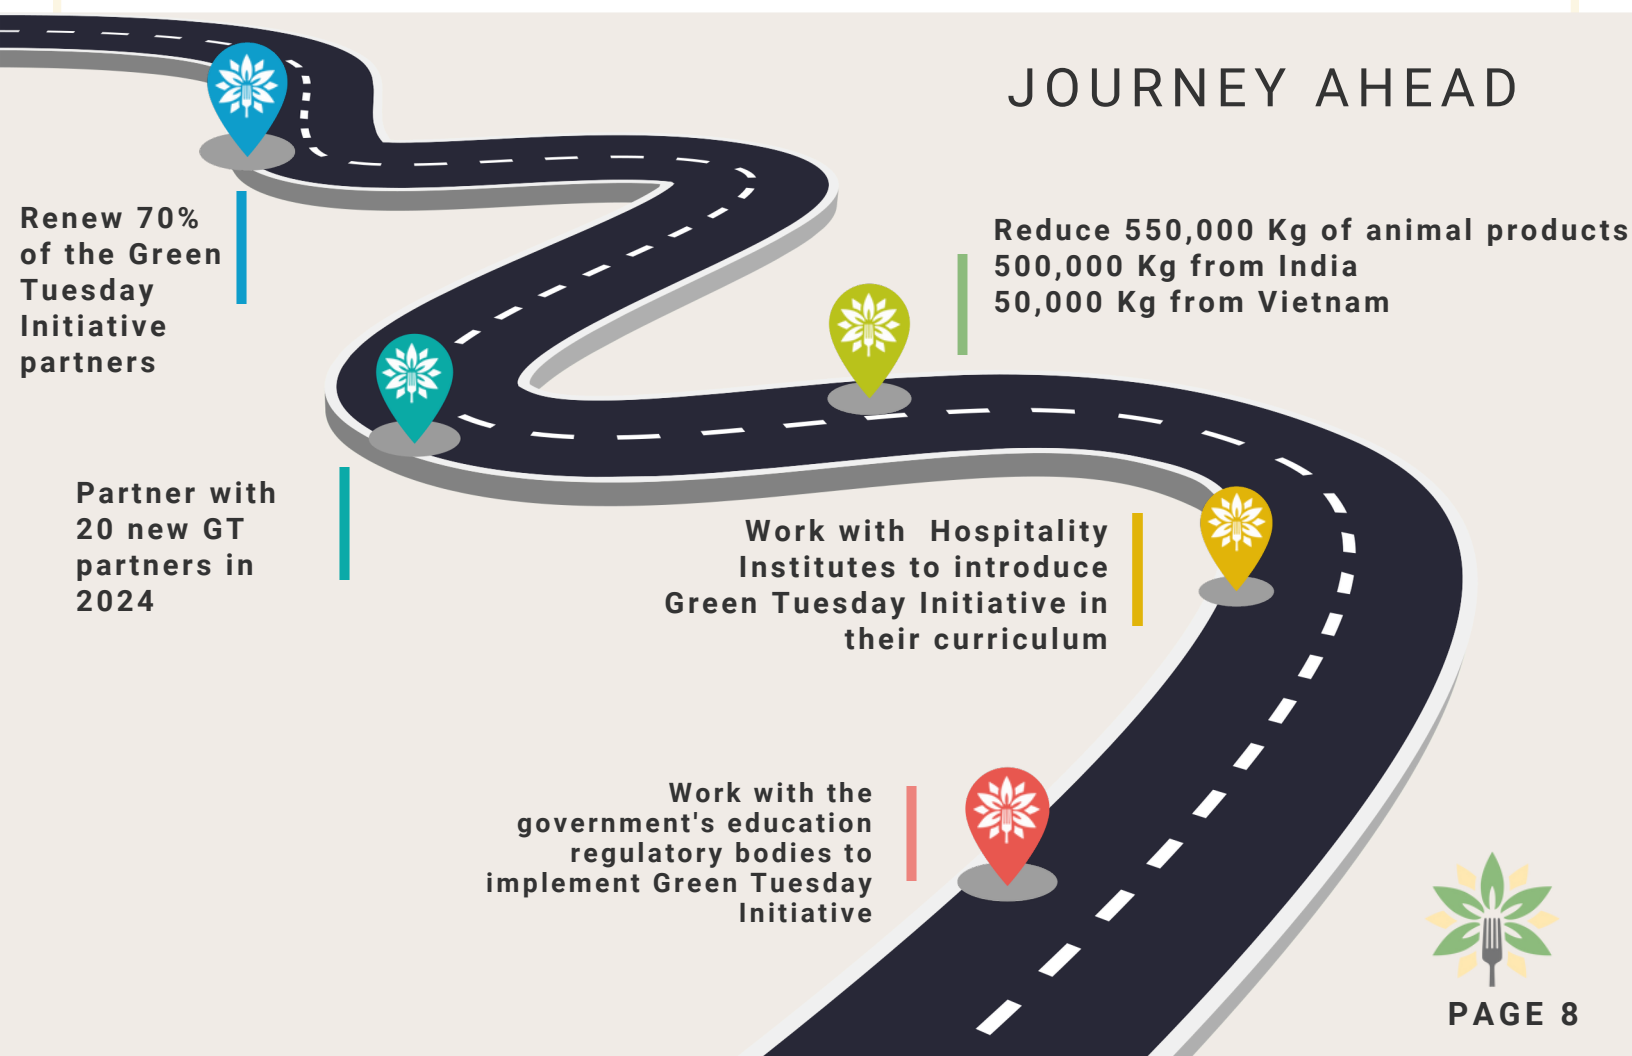 JOURNEY AHEAD
Renew 70%
of the Green
Tuesday
Initiative
partners
Reduce 550,000 Kg of animal products
500,000 Kg from India
50,000 Kg from Vietnam
Partner with
20 new GT
partners in
2024
Work with  Hospitality
Institutes to introduce
Green Tuesday Initiative in
their curriculum
Work with the
government's education
regulatory bodies to
implement Green Tuesday
Initiative
PAGE 8